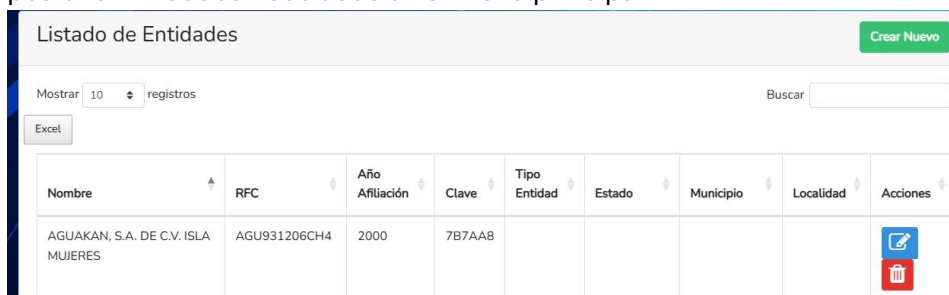 Listado de Entidades
Crear Nuevo
Mostrar 10 registros
Buscar
Excel
Nombre RFC Año Afiliación Clave Tipo Entidad Estado Municipio Localidad Acciones
AGUAKAN, S.A. DE C.V. ISLA MUJERES AGU931206CH4 2000 7B7AA8